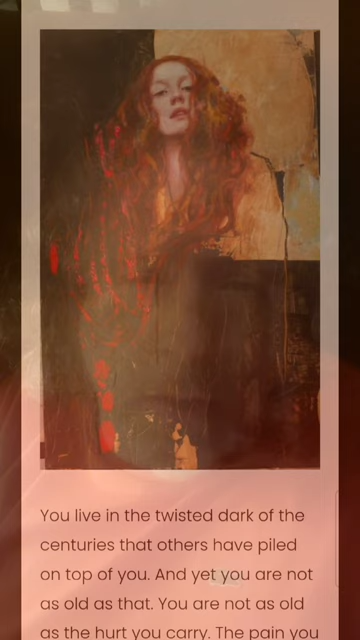 You live in the twisted dark of the
centuries that others have piled
on top of you. And yet you are not
as old as that. You are not as old
as the hurt you carry. The pain you